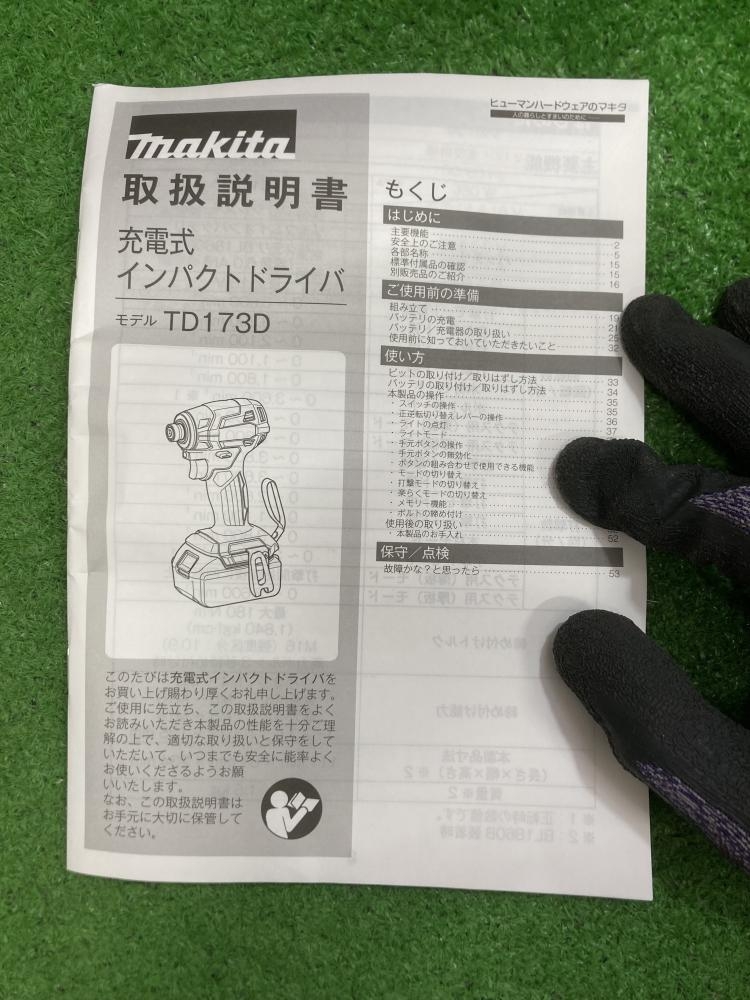 ヒューマンハードウェアのマキタ
人の暮らしとすまいのために
makita
取扱説明書
充電式
インパクトドライバ
モデル TD173D
このたびは充電式インパクトドライバを
お買い上げ賜わり厚くお礼申し上げます。
ご使用に先立ち、この取扱説明書をよく
お読みいただき本製品の性能を十分ご理
解の上で、適切な取り扱いと保守をして
いただいて、いつまでも安全に能率よく
お使いくださるようお願
いいたします。
なお、この取扱説明書は
お手元に大切に保管して
ください。
もくじ
はじめに
主要機能 2
安全上のご注意 5
各部名称 15
標準付属品の確認 15
別販売品のご紹介 16
ご使用前の準備
組み立て 19
バッテリの充電 21
バッテリ/充電器の取り扱い 25
使用前に知っておいていただきたいこと 32
使い方
ビットの取り付け/取りはずし方法 33
バッテリの取り付け/取りはずし方法 34
本製品の操作 35
・スイッチの操作 35
・正逆転切り替えレバーの操作 36
・ライトの点灯 37
・ライトモード
・手元ボタンの操作
・手元ボタンの無効化
・ボタンの組み合わせで使用できる機能
・モードの切り替え
・打撃モードの切り替え
・楽らくモードの切り替え
・メモリー機能
・ボルトの締め付け
使用後の取り扱い
・本製品のお手入れ 52
保守/点検
故障かな?と思ったら 53